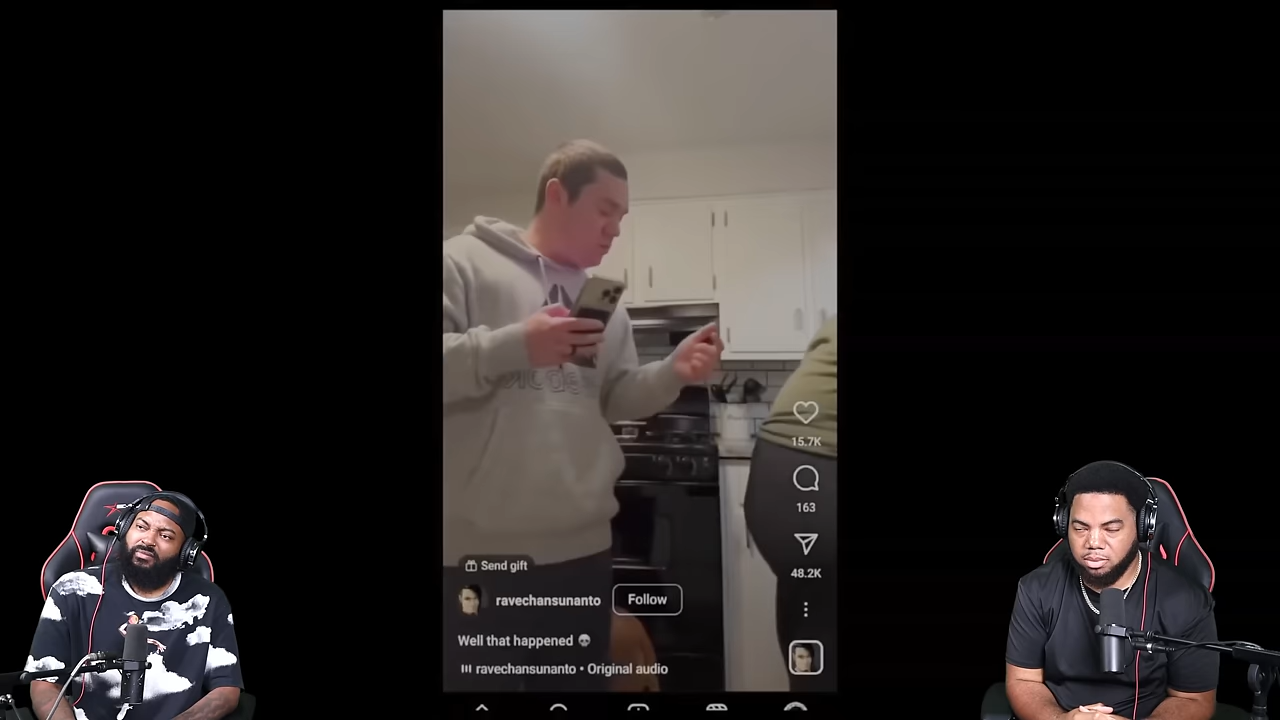 15.7K
163
48.2K
Send gift
ravechansunanto Follow
Well that happened 💀
ravechansunanto • Original audio